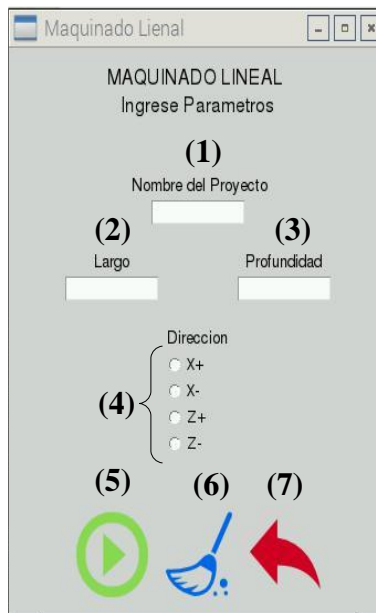 Maquinado Lienal
MAQUINADO LINEAL
Ingrese Parametros
(1)
Nombre del Proyecto
(2) (3)
Largo Profundidad
Direccion
X+
X-
(4)
Z+
Z-
(5) (6) (7)